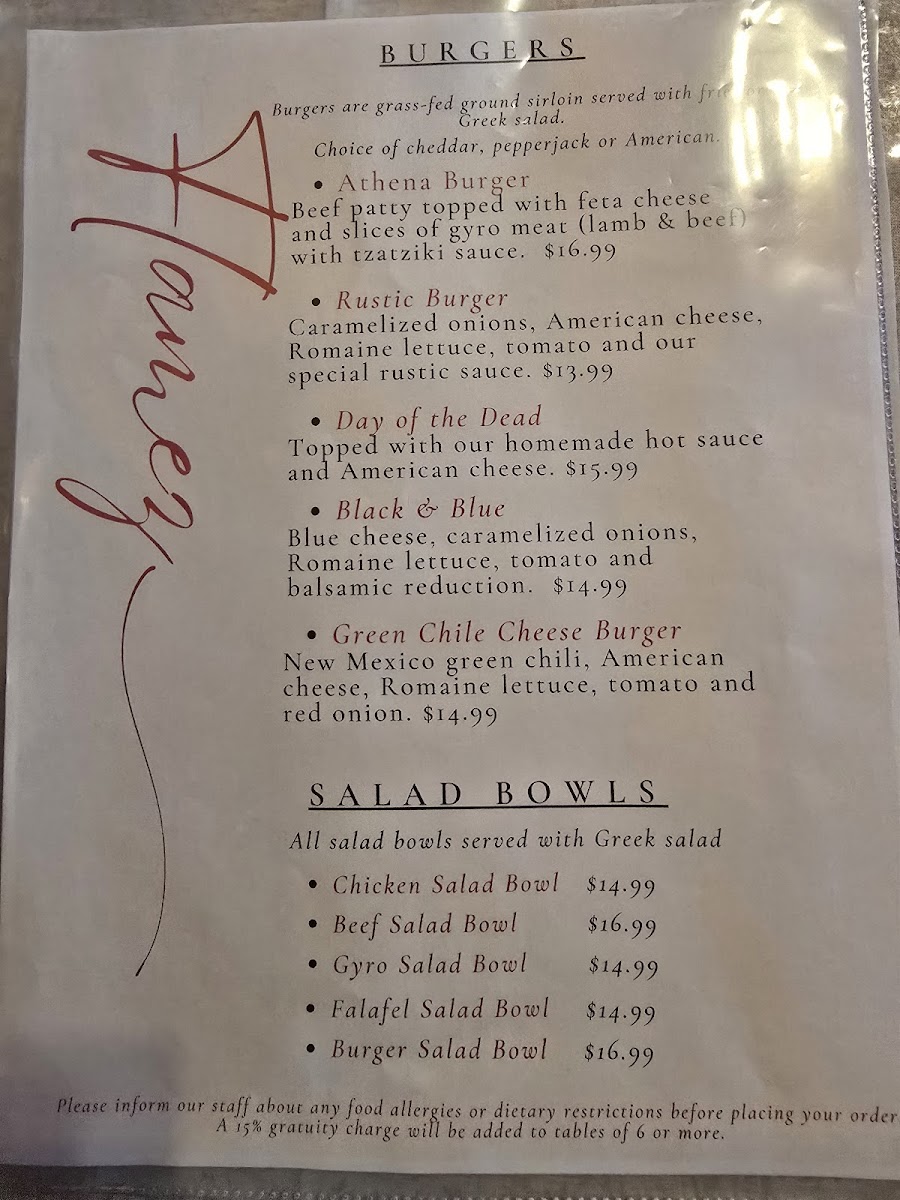 BURGERS
Burgers are grass-fed ground sirloin served with
Greek salad.
Choice of cheddar, pepperjack or American.
• Athena Burger
Beef patty topped with feta cheese
and slices of gyro meat (lamb & beef)
with tzatziki sauce. $16.99
• Rustic Burger
Caramelized onions, American cheese,
Romaine lettuce, tomato and our
special rustic sauce. $13.99
• Day of the Dead
Topped with our homemade hot sauce
and American cheese. $15.99
• Black & Blue
Blue cheese, caramelized onions,
Romaine lettuce, tomato and
balsamic reduction. $14.99
• Green Chile Cheese Burger
New Mexico green chili, American
cheese, Romaine lettuce, tomato and
red onion. $14.99
SALAD BOWLS
All salad bowls served with Greek salad
• Chicken Salad Bowl $14.99
• Beef Salad Bowl $16.99
• Gyro Salad Bowl $14.99
• Falafel Salad Bowl $14.99
• Burger Salad Bowl $16.99
Please inform our staff about any food allergies or dietary restrictions before placing your order
A 15% gratuity charge will be added to tables of 6 or more.